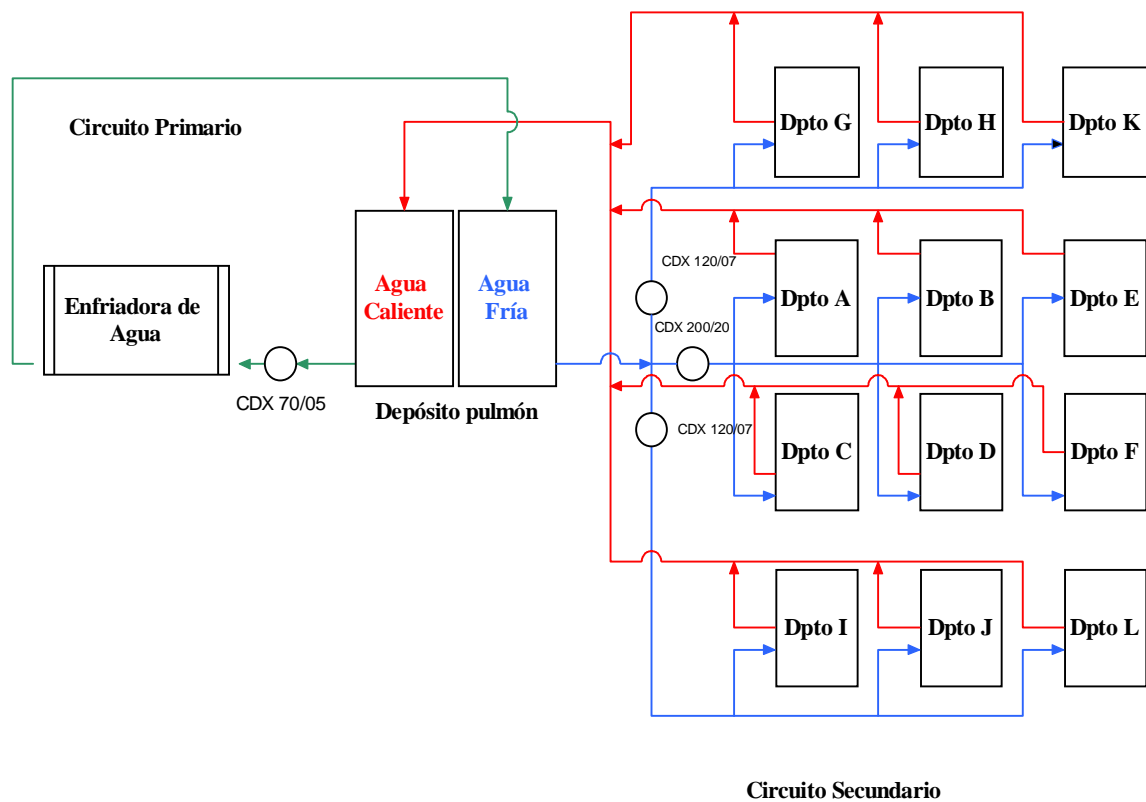 Dpto G
Dpto H
Dpto K
Circuito Primario
CDX 120/07
Dpto A
Dpto B
Dpto E
Enfriadora de
Agua
Agua
Caliente
Agua
Fría
CDX 200/20
CDX 70/05
Depósito pulmón
CDX 120/07
Dpto C
Dpto D
Dpto F
Dpto I
Dpto J
Dpto L
Circuito Secundario